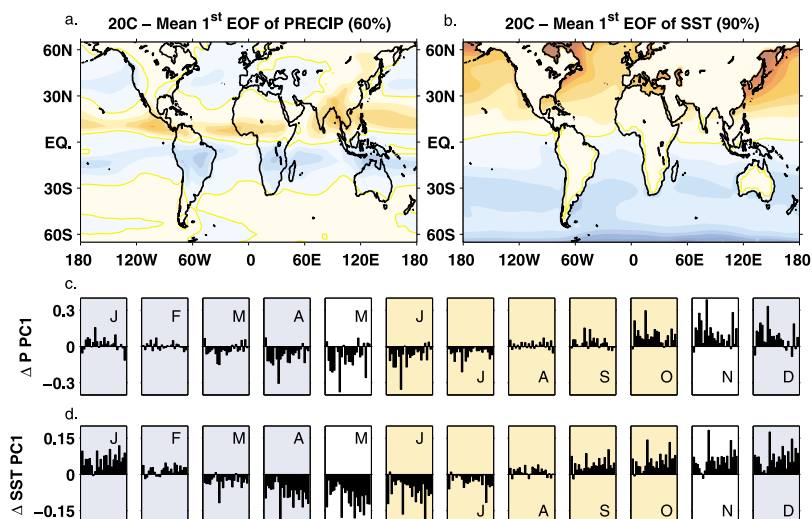 a. 20C – Mean 1st EOF of PRECIP (60%)
b. 20C – Mean 1st EOF of SST (90%)
60N
30N
EQ.
30S
60S
180 120W 60W 0 60E 120E 180
60N
30N
EQ.
30S
60S
180 120W 60W 0 60E 120E 180
c.
Δ P PC1
0.3
0
−0.3
J F M A M J J A S O N D
d.
Δ SST PC1
0.15
0
−0.15
J F M A M J J A S O N D